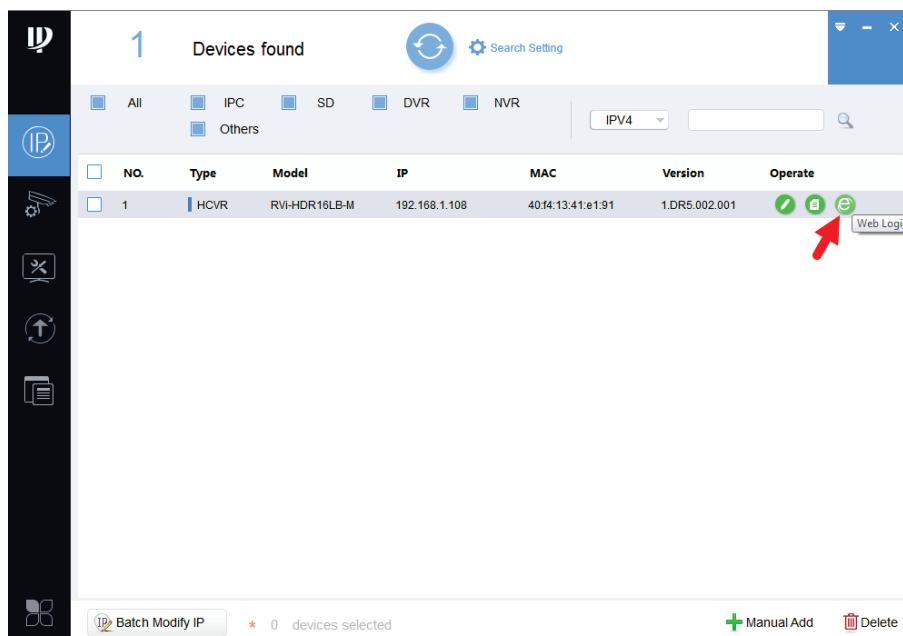 1 Devices found Search Setting
All IPC SD DVR NVR
Others
IPV4
NO. Type Model IP MAC Version Operate
1 HCVR RVi-HDR16LB-M 192.168.1.108 40:f4:13:41:e1:91 1.DR5.002.001
Web Logi
IP Batch Modify IP * 0 devices selected Manual Add Delete